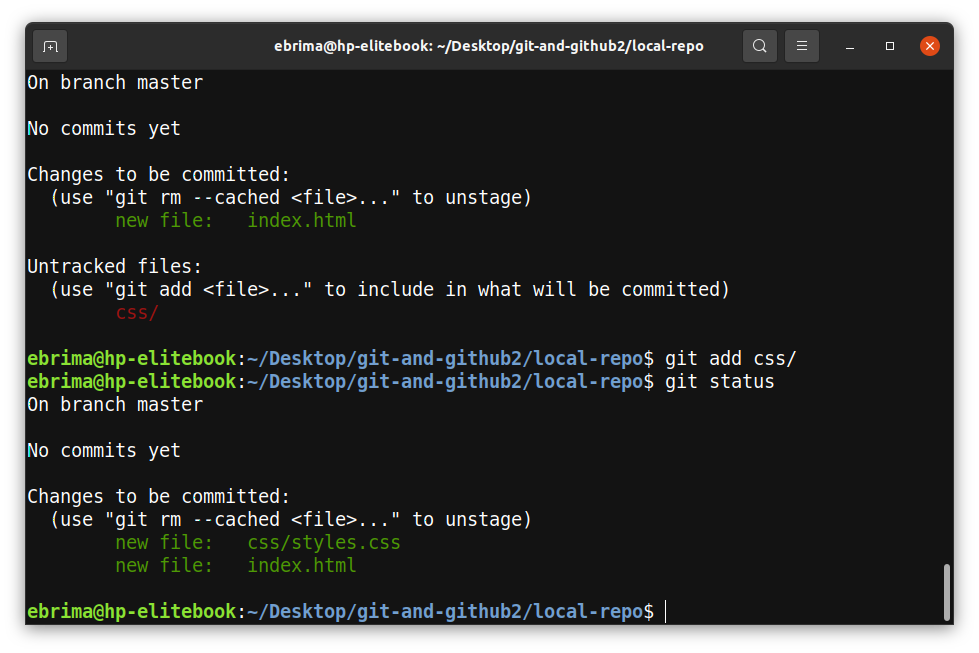 ebrima@hp-elitebook: ~/Desktop/git-and-github2/local-repo
On branch master
No commits yet
Changes to be committed:
  (use "git rm --cached <file>..." to unstage)
        new file:   index.html
Untracked files:
  (use "git add <file>..." to include in what will be committed)
        css/
ebrima@hp-elitebook:~/Desktop/git-and-github2/local-repo$ git add css/
ebrima@hp-elitebook:~/Desktop/git-and-github2/local-repo$ git status
On branch master
No commits yet
Changes to be committed:
  (use "git rm --cached <file>..." to unstage)
        new file:   css/styles.css
        new file:   index.html
ebrima@hp-elitebook:~/Desktop/git-and-github2/local-repo$